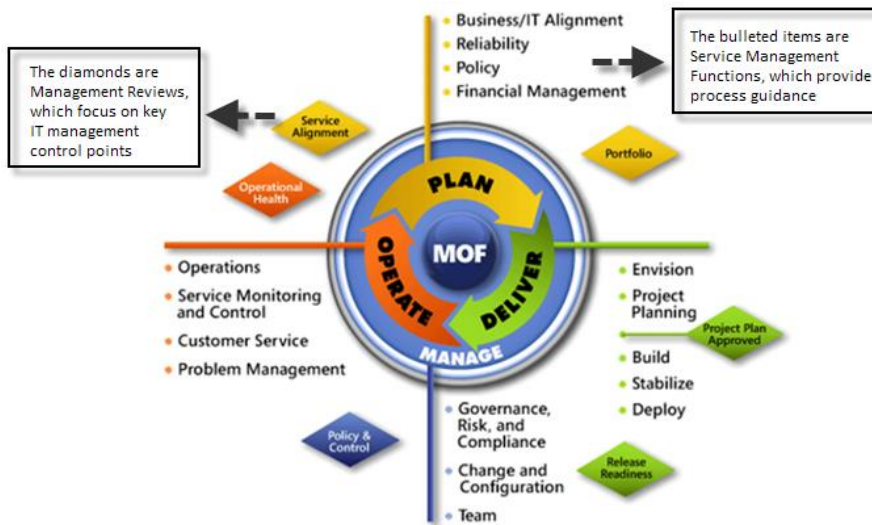 Business/IT Alignment
Reliability
Policy
Financial Management
The bulleted items are
Service Management
Functions, which provide
process guidance
The diamonds are
Management Reviews,
which focus on key
IT management
control points
Service
Alignment
Portfolio
Operational
Health
PLAN
MOF
OPERATE
DELIVER
MANAGE
Operations
Service Monitoring
and Control
Customer Service
Problem Management
Envision
Project
Planning
Project Plan
Approved
Build
Stabilize
Deploy
Policy &
Control
Governance,
Risk, and
Compliance
Change and
Configuration
Team
Release
Readiness